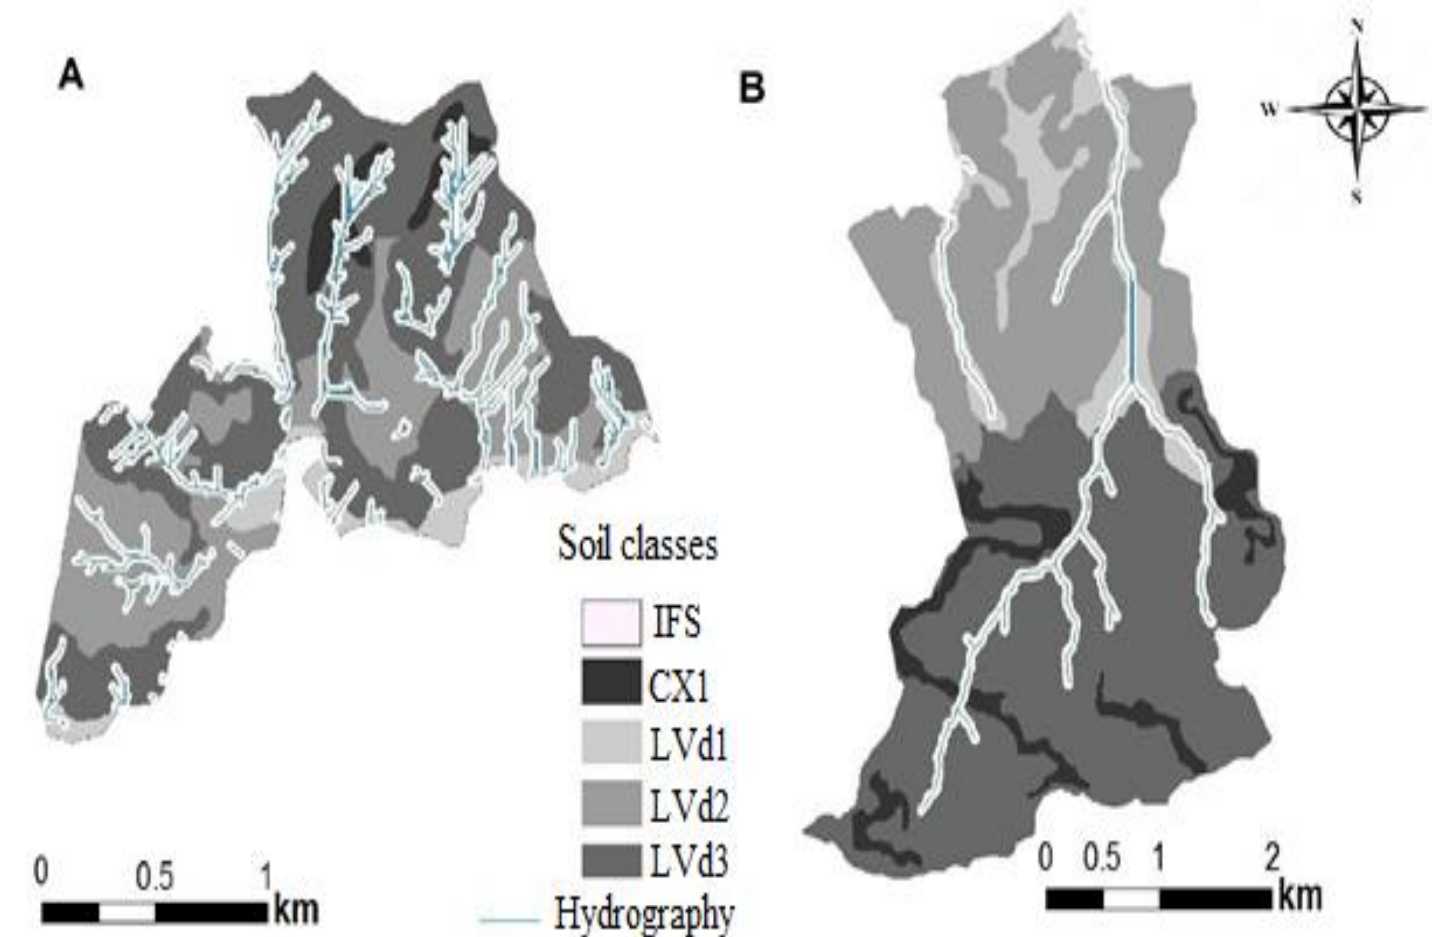 A
B
N
W
S
Soil classes
IFS
CX1
LVd1
LVd2
LVd3
Hydrography
0 0.5 1
km
0 0.5 1 2
km